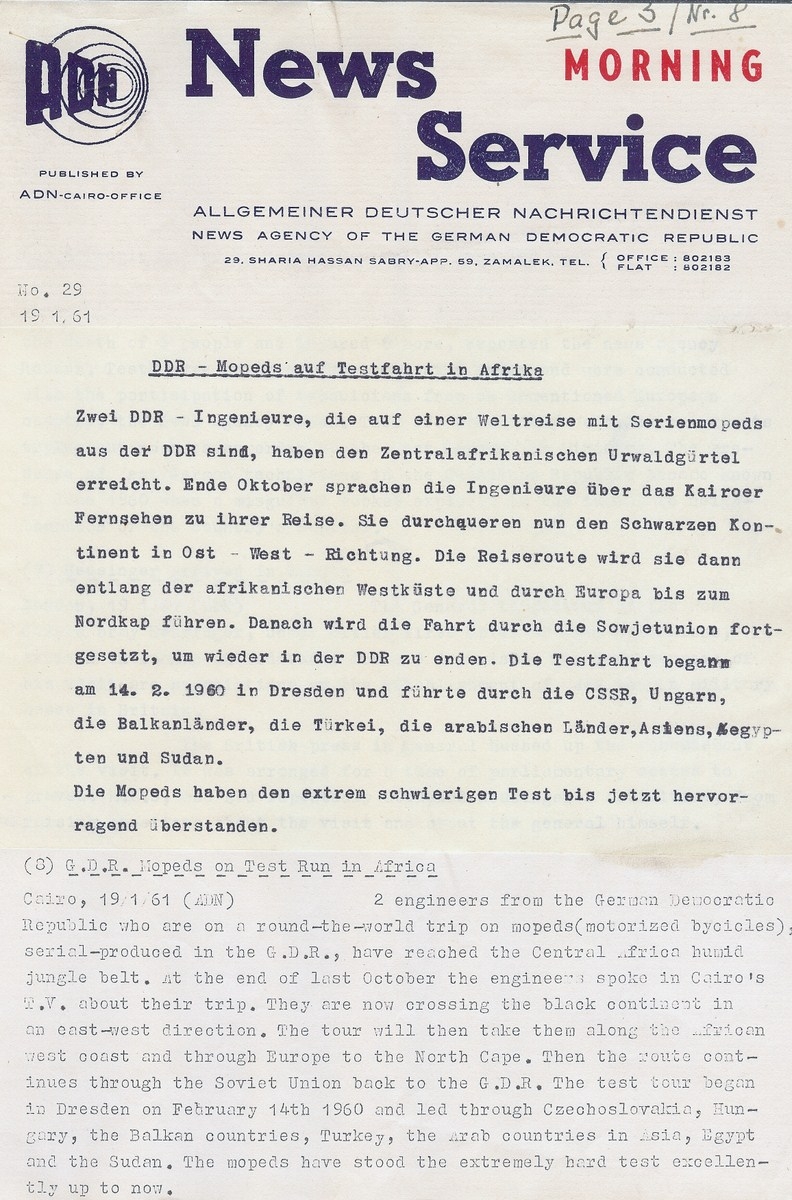 Page 3 / Nr. 8
ADN
News
MORNING
Service
PUBLISHED BY
ADN-CAIRO-OFFICE
ALLGEMEINER DEUTSCHER NACHRICHTENDIENST
NEWS AGENCY OF THE GERMAN DEMOCRATIC REPUBLIC
29, SHARIA HASSAN SABRY-APP. 59, ZAMALEK, TEL. { OFFICE : 802183
FLAT : 802182
No. 29
19 1.61
DDR - Mopeds auf Testfahrt in Afrika
Zwei DDR - Ingenieure, die auf einer Weltreise mit Serienmopeds
aus der DDR sind, haben den Zentralafrikanischen Urwaldgürtel
erreicht. Ende Oktober sprachen die Ingenieure über das Kairoer
Fernsehen zu ihrer Reise. Sie durchqueren nun den Schwarzen Kon-
tinent in Ost - West - Richtung. Die Reiseroute wird sie dann
entlang der afrikanischen Westküste und durch Europa bis zum
Nordkap führen. Danach wird die Fahrt durch die Sowjetunion fort-
gesetzt, um wieder in der DDR zu enden. Die Testfahrt begann
am 14. 2. 1960 in Dresden und führte durch die CSSR, Ungarn,
die Balkanländer, die Türkei, die arabischen Länder,Asiens,Aegyp-
ten und Sudan.
Die Mopeds haben den extrem schwierigen Test bis jetzt hervor-
ragend überstanden.
(8) G.D.R. Mopeds on Test Run in Africa
Cairo, 19/1/61 (ADN) 2 engineers from the German Democratic
Republic who are on a round-the-world trip on mopeds(motorized bycicles),
serial-produced in the G.D.R., have reached the Central Africa humid
jungle belt. At the end of last October the engineers spoke in Cairo's
T.V. about their trip. They are now crossing the black continent in
an east-west direction. The tour will then take them along the African
west coast and through Europe to the North Cape. Then the route cont-
inues through the Soviet Union back to the G.D.R. The test tour began
in Dresden on February 14th 1960 and led through Czechoslovakia, Hun-
gary, the Balkan countries, Turkey, the Arab countries in Asia, Egypt
and the Sudan. The mopeds have stood the extremely hard test excellen-
tly up to now.